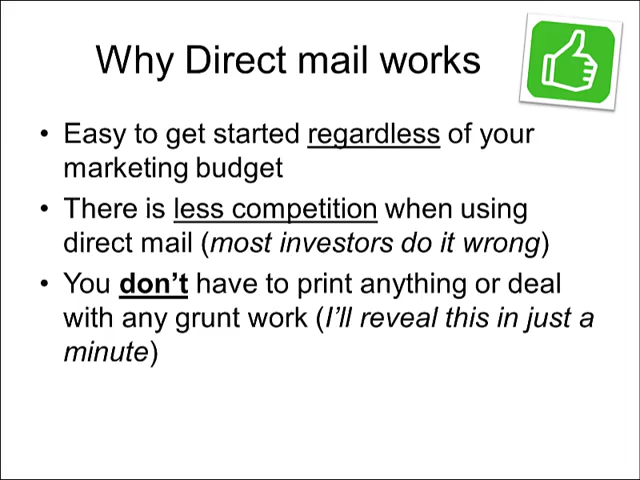 Why Direct mail works
• Easy to get started regardless of your
marketing budget
• There is less competition when using
direct mail (most investors do it wrong)
• You don’t have to print anything or deal
with any grunt work (I’ll reveal this in just a
minute)